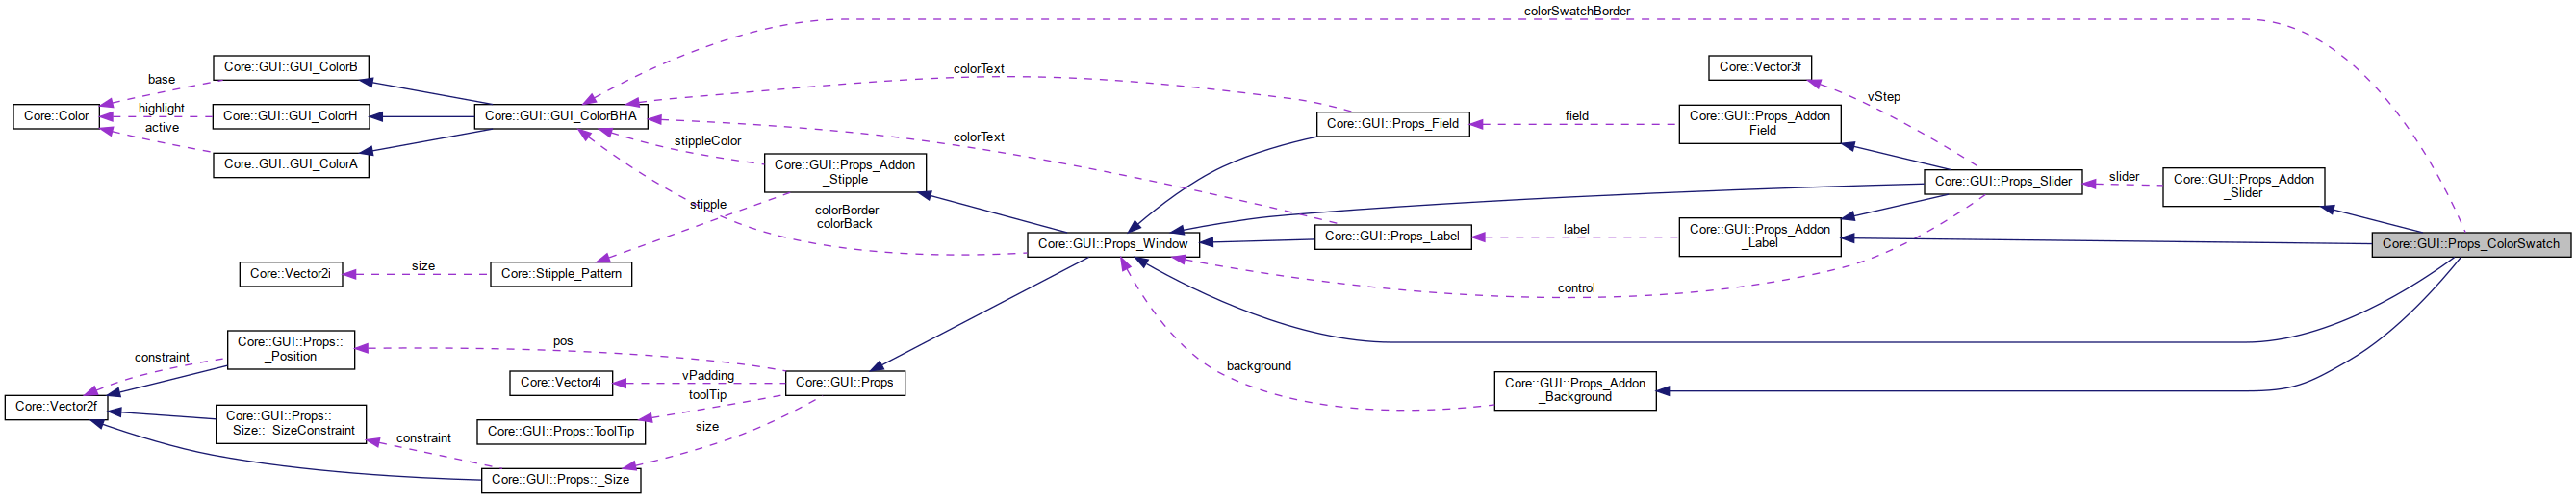 colorSwatchBorder
Core::GUI::GUI_ColorB
base
colorText
Core::Vector3f
vStep
Core::Color
highlight
active
Core::GUI::GUI_ColorH
Core::GUI::GUI_ColorBHA
Core::GUI::GUI_ColorA
colorText
stippleColor
Core::GUI::Props_Field
field
Core::GUI::Props_Addon
_Field
Core::GUI::Props_Addon
_Stipple
Core::GUI::Props_Slider
slider
Core::GUI::Props_Addon
_Slider
stipple
colorBorder
colorBack
Core::GUI::Props_Window
Core::GUI::Props_Label
label
Core::GUI::Props_Addon
_Label
Core::GUI::Props_ColorSwatch
Core::Vector2i
size
Core::Stipple_Pattern
control
Core::GUI::Props::
_Position
constraint
pos
background
Core::Vector4i
vPadding
toolTip
Core::GUI::Props
Core::GUI::Props_Addon
_Background
Core::Vector2f
Core::GUI::Props::
_Size::_SizeConstraint
constraint
Core::GUI::Props::ToolTip
size
Core::GUI::Props::_Size